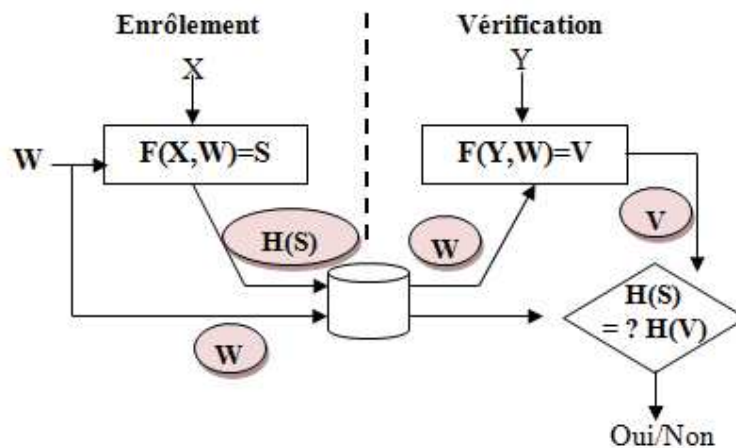 Enrôlement
Vérification
X
Y
W
F(X,W)=S
F(Y,W)=V
H(S)
W
V
H(S)
= ? H(V)
W
Oui/Non